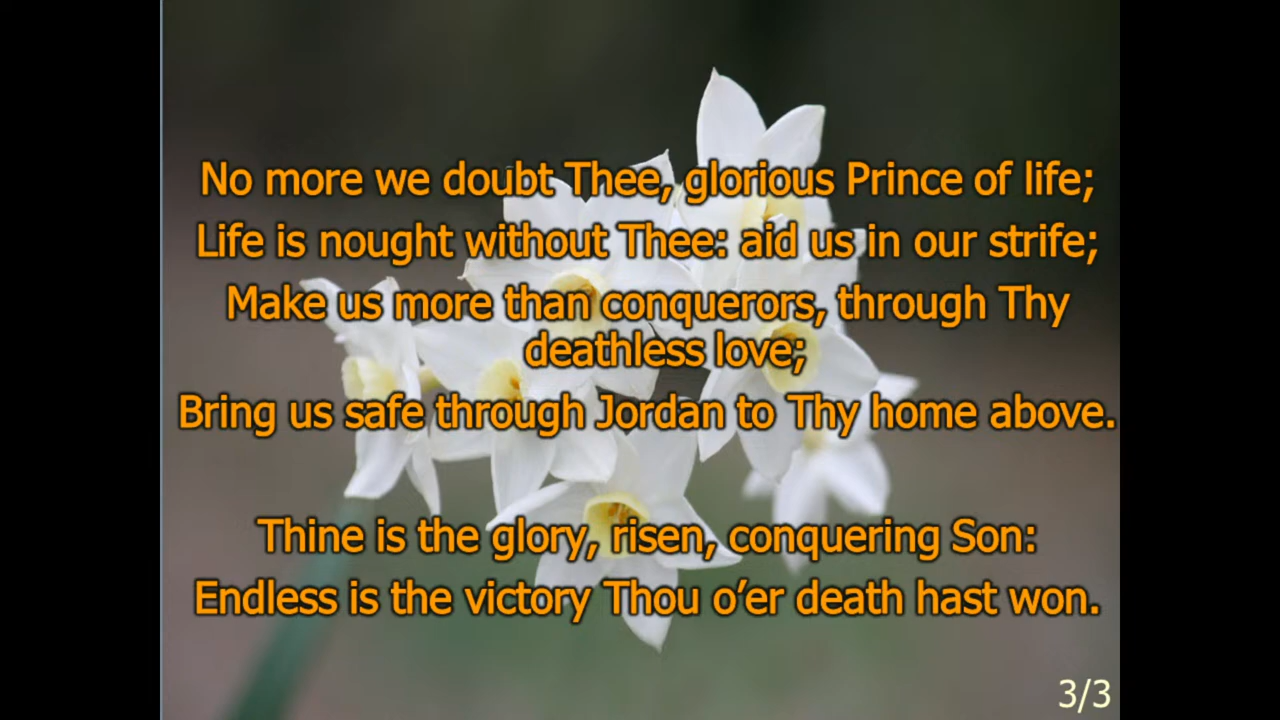 No more we doubt Thee, glorious Prince of life;
Life is nought without Thee: aid us in our strife;
Make us more than conquerors, through Thy
deathless love;
Bring us safe through Jordan to Thy home above.
Thine is the glory, risen, conquering Son:
Endless is the victory Thou o’er death hast won.
3/3